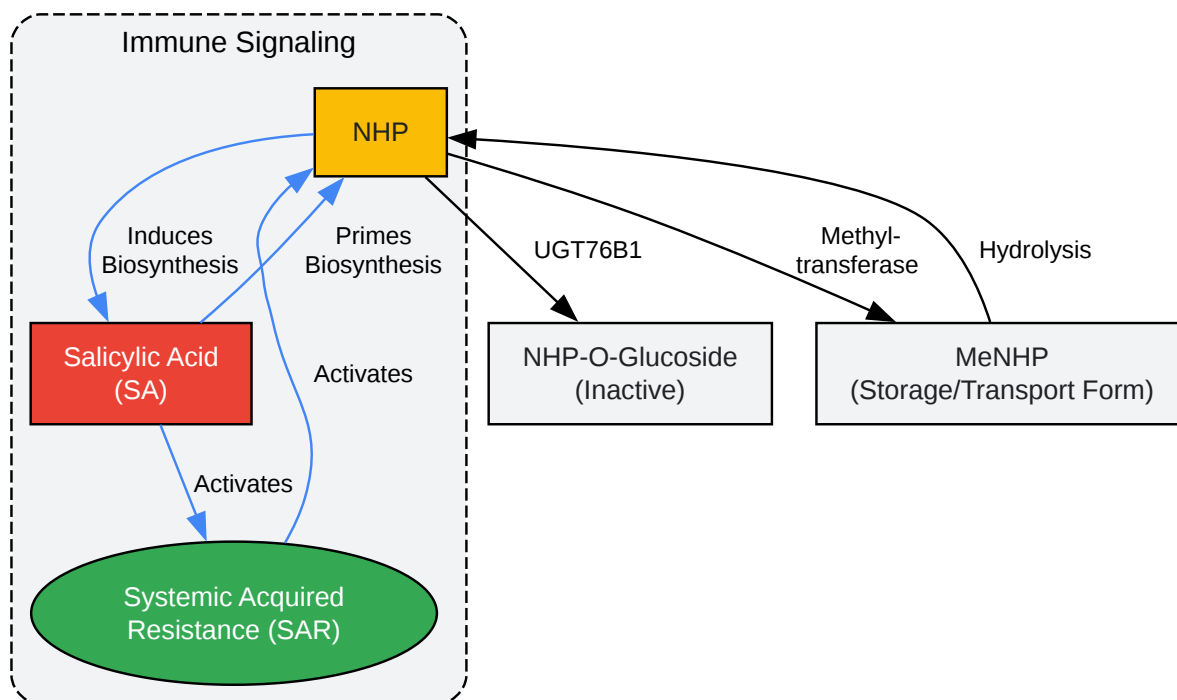 Immune Signaling
NHP
Induces
Biosynthesis
Primes
Biosynthesis
UGT76B1
Methyl-
transferase
Hydrolysis
Salicylic Acid
(SA)
Activates
NHP-O-Glucoside
(Inactive)
MeNHP
(Storage/Transport Form)
Activates
Systemic Acquired
Resistance (SAR)